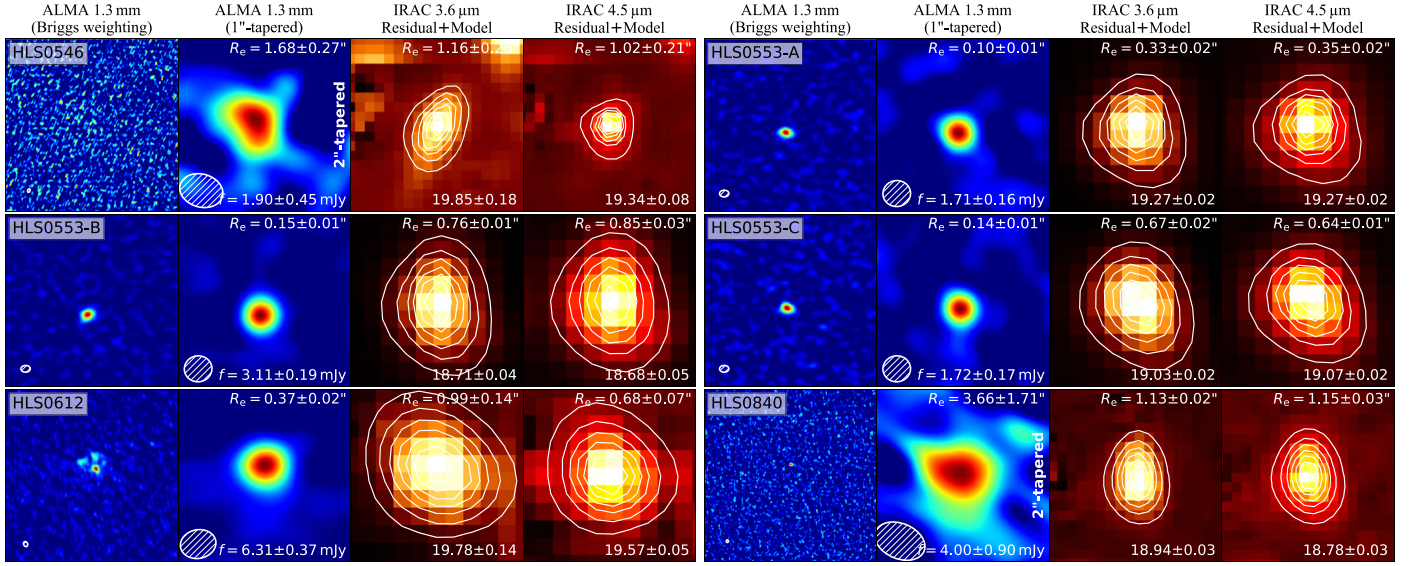 ALMA 1.3 mm
(Briggs weighting)
ALMA 1.3 mm
(1"-tapered)
IRAC 3.6 μm
Residual+Model
IRAC 4.5 μm
Residual+Model
ALMA 1.3 mm
(Briggs weighting)
ALMA 1.3 mm
(1"-tapered)
IRAC 3.6 μm
Residual+Model
IRAC 4.5 μm
Residual+Model
HLS0546
Re = 1.68±0.27"
2"-tapered
f = 1.90±0.45 mJy
Re = 1.16±0.26"
19.85±0.18
Re = 1.02±0.21"
19.34±0.08
HLS0553-A
Re = 0.10±0.01"
f = 1.71±0.16 mJy
Re = 0.33±0.02"
19.27±0.02
Re = 0.35±0.02"
19.27±0.02
HLS0553-B
Re = 0.15±0.01"
f = 3.11±0.19 mJy
Re = 0.76±0.01"
18.71±0.04
Re = 0.85±0.03"
18.68±0.05
HLS0553-C
Re = 0.14±0.01"
f = 1.72±0.17 mJy
Re = 0.67±0.02"
19.03±0.02
Re = 0.64±0.01"
19.07±0.02
HLS0612
Re = 0.37±0.02"
f = 6.31±0.37 mJy
Re = 0.99±0.14"
19.78±0.14
Re = 0.68±0.07"
19.57±0.05
HLS0840
Re = 3.66±1.71"
2"-tapered
f = 4.00±0.90 mJy
Re = 1.13±0.02"
18.94±0.03
Re = 1.15±0.03"
18.78±0.03